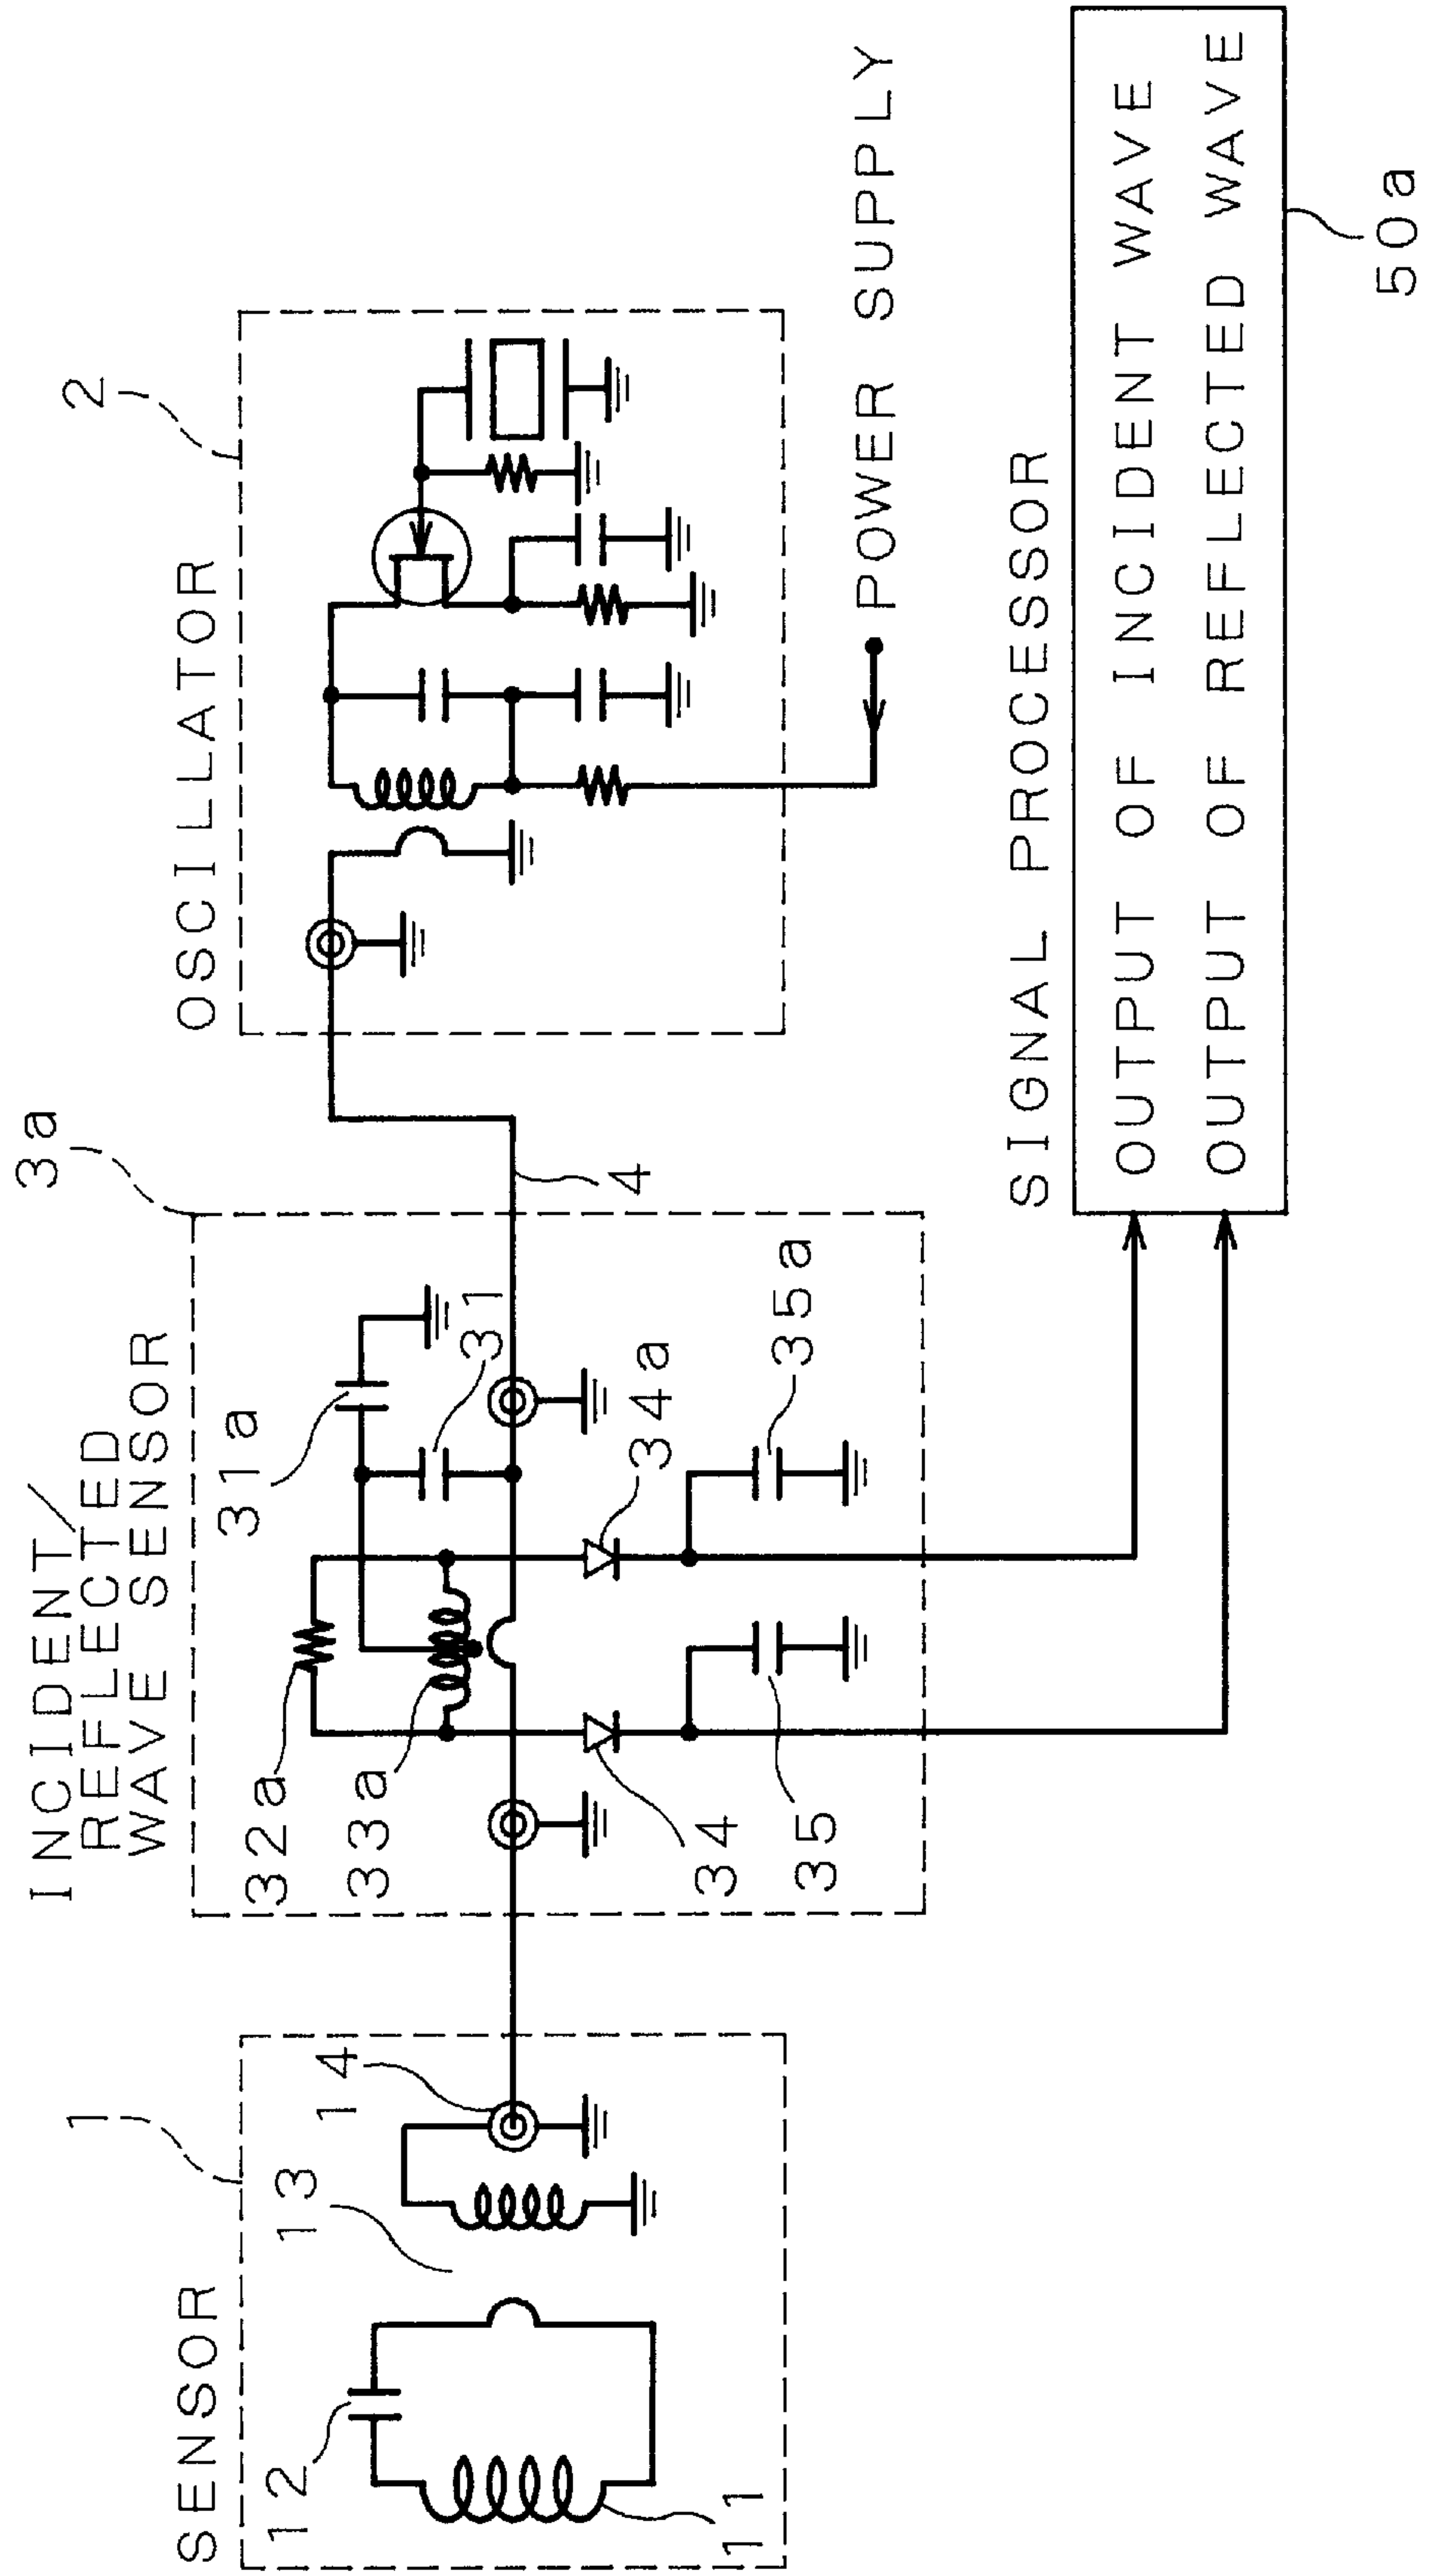 SENSOR
1
12
11
13
14
INCIDENT/
REFLECTED
WAVE SENSOR
3a
32a
33a
31a
31
34
34a
35
35a
4
OSCILLATOR
2
POWER SUPPLY
SIGNAL PROCESSOR
OUTPUT OF INCIDENT WAVE
OUTPUT OF REFLECTED WAVE
50a